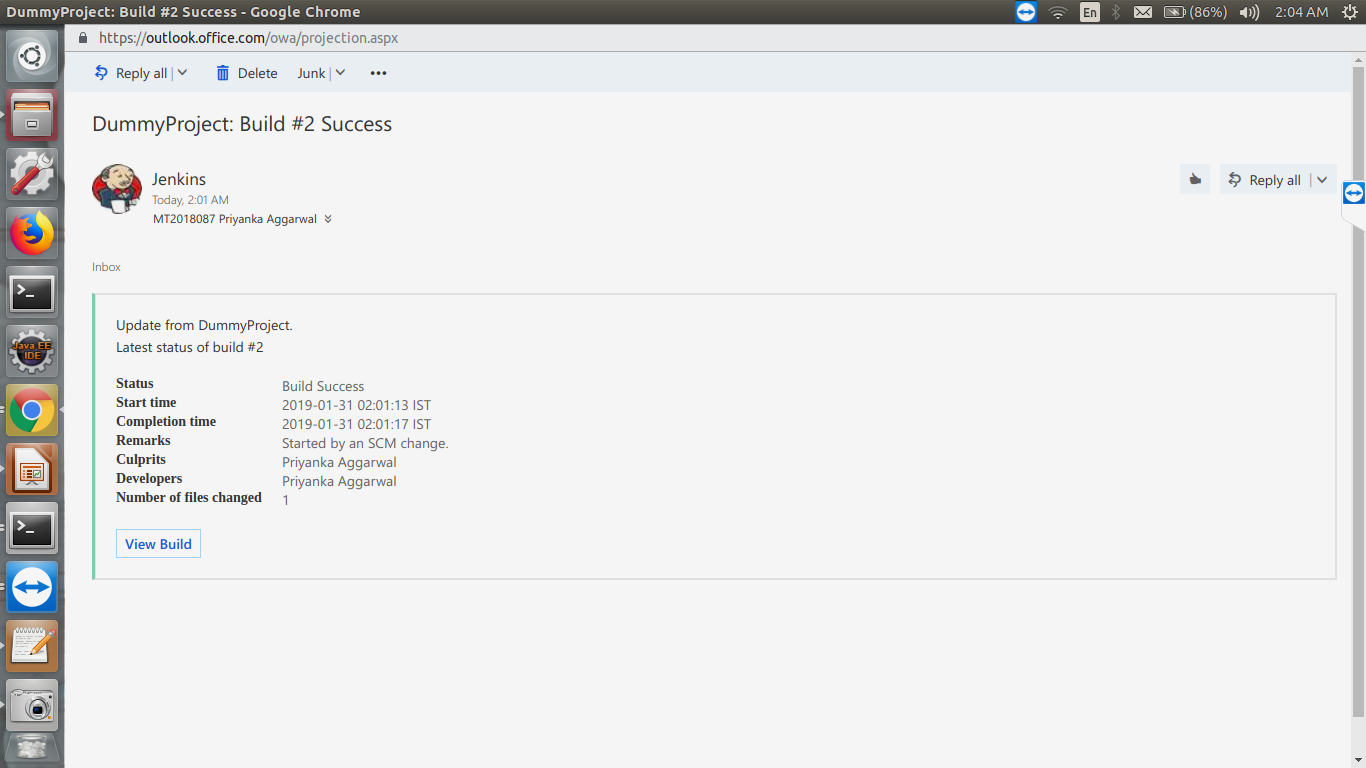 DummyProject: Build #2 Success - Google Chrome
En
(86%)
2:04 AM
https://outlook.office.com/owa/projection.aspx
Reply all
Delete
Junk
DummyProject: Build #2 Success
Jenkins
Today, 2:01 AM
MT2018087 Priyanka Aggarwal
Reply all
Inbox
Update from DummyProject.
Latest status of build #2
Status Build Success
Start time 2019-01-31 02:01:13 IST
Completion time 2019-01-31 02:01:17 IST
Remarks Started by an SCM change.
Culprits Priyanka Aggarwal
Developers Priyanka Aggarwal
Number of files changed 1
View Build
Java EE
IDE